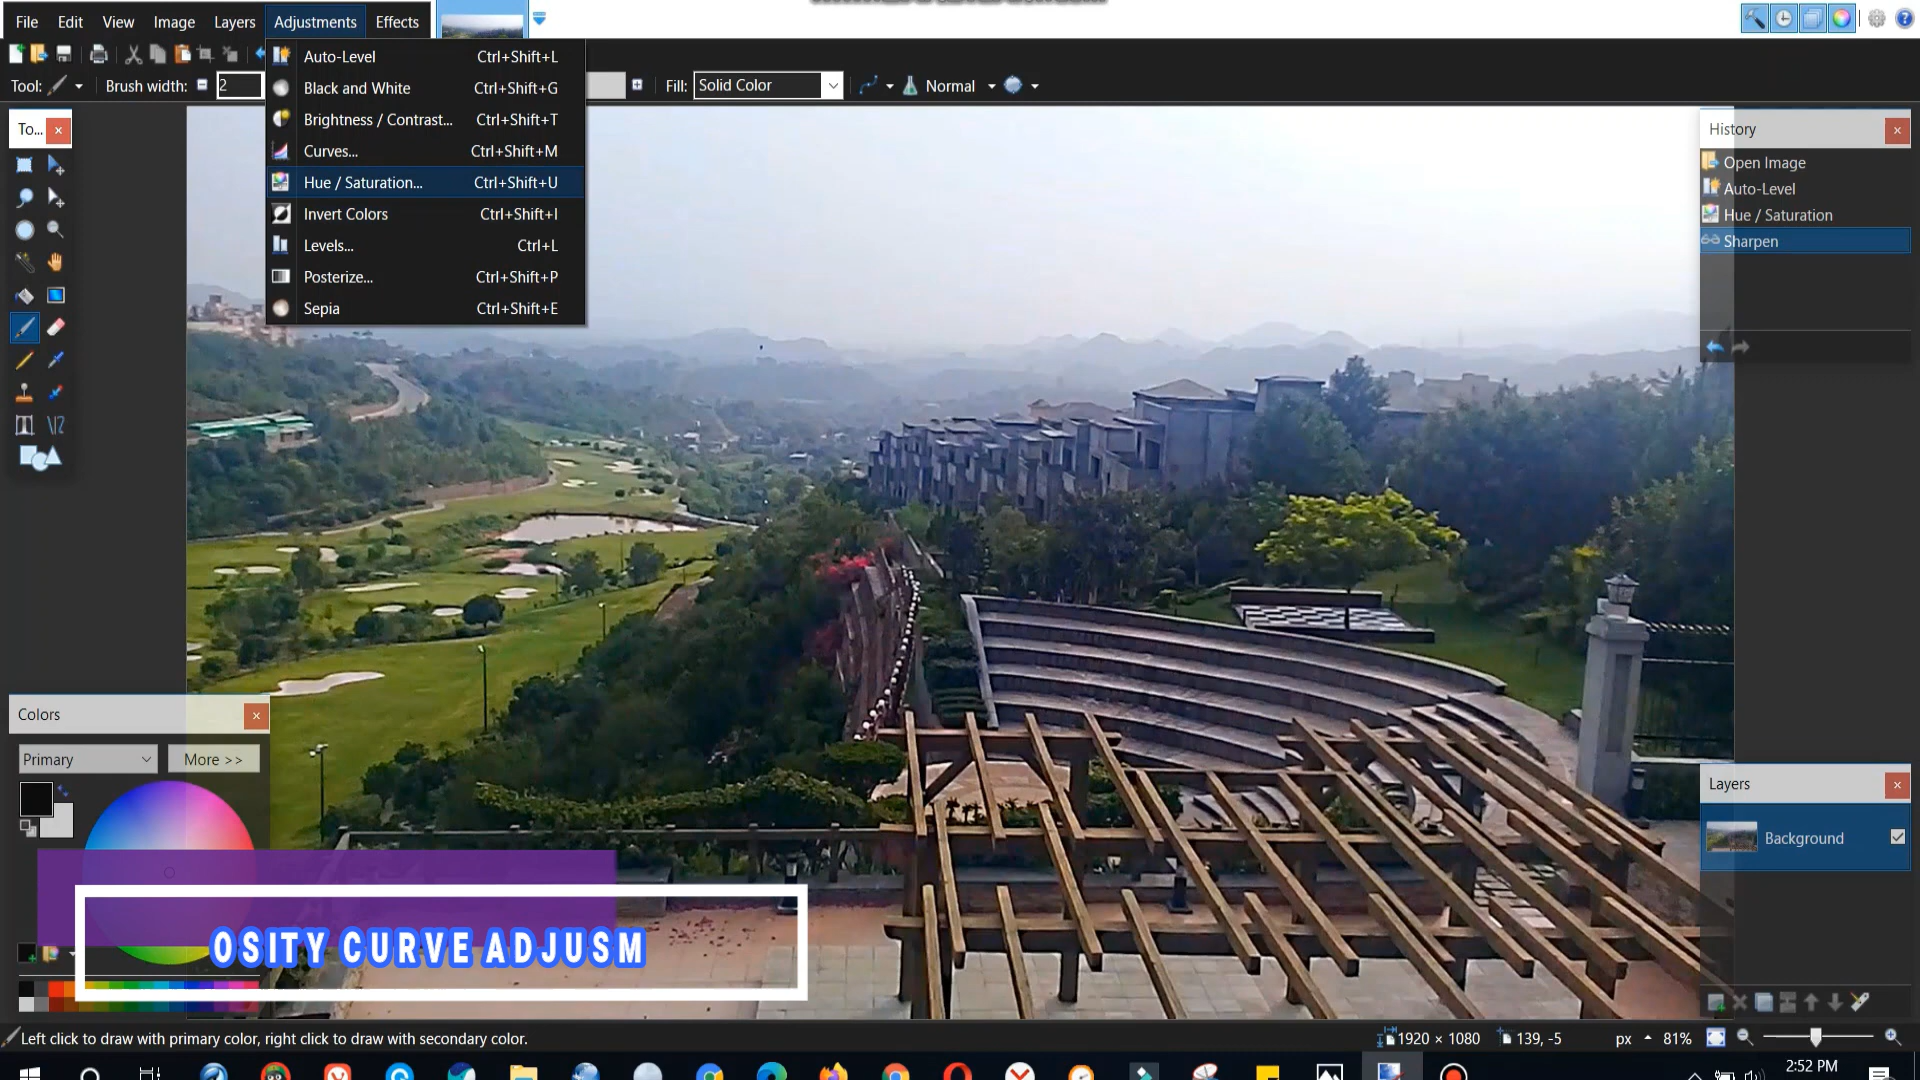 File Edit View Image Layers Adjustments Effects
Auto-Level Ctrl+Shift+L
Black and White Ctrl+Shift+G
Brightness / Contrast... Ctrl+Shift+T
Curves... Ctrl+Shift+M
Hue / Saturation... Ctrl+Shift+U
Invert Colors Ctrl+Shift+I
Levels... Ctrl+L
Posterize... Ctrl+Shift+P
Sepia Ctrl+Shift+E
Tool: Brush width: 2 Fill: Solid Color Normal
To...
History
Open Image
Auto-Level
Hue / Saturation
Sharpen
Colors
Primary More >>
Layers
Background
OSITY CURVE ADJUSM
Left click to draw with primary color, right click to draw with secondary color. 1920 × 1080 139, -5 px 81%
2:52 PM